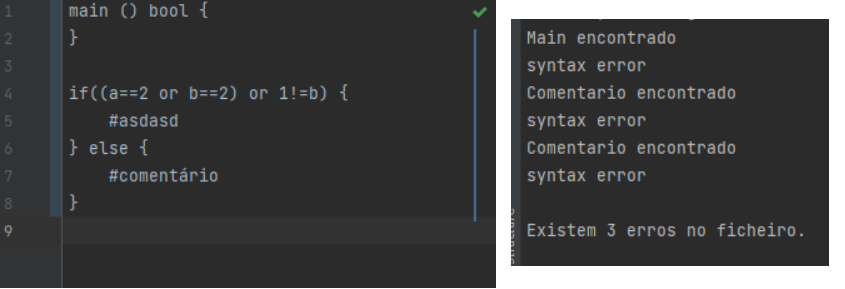 1 main () bool {
2 }
3
4 if((a==2 or b==2) or 1!=b) {
5 #asdasd
6 } else {
7 #comentário
8 }
9
Main encontrado
syntax error
Comentario encontrado
syntax error
Comentario encontrado
syntax error
Existem 3 erros no ficheiro.